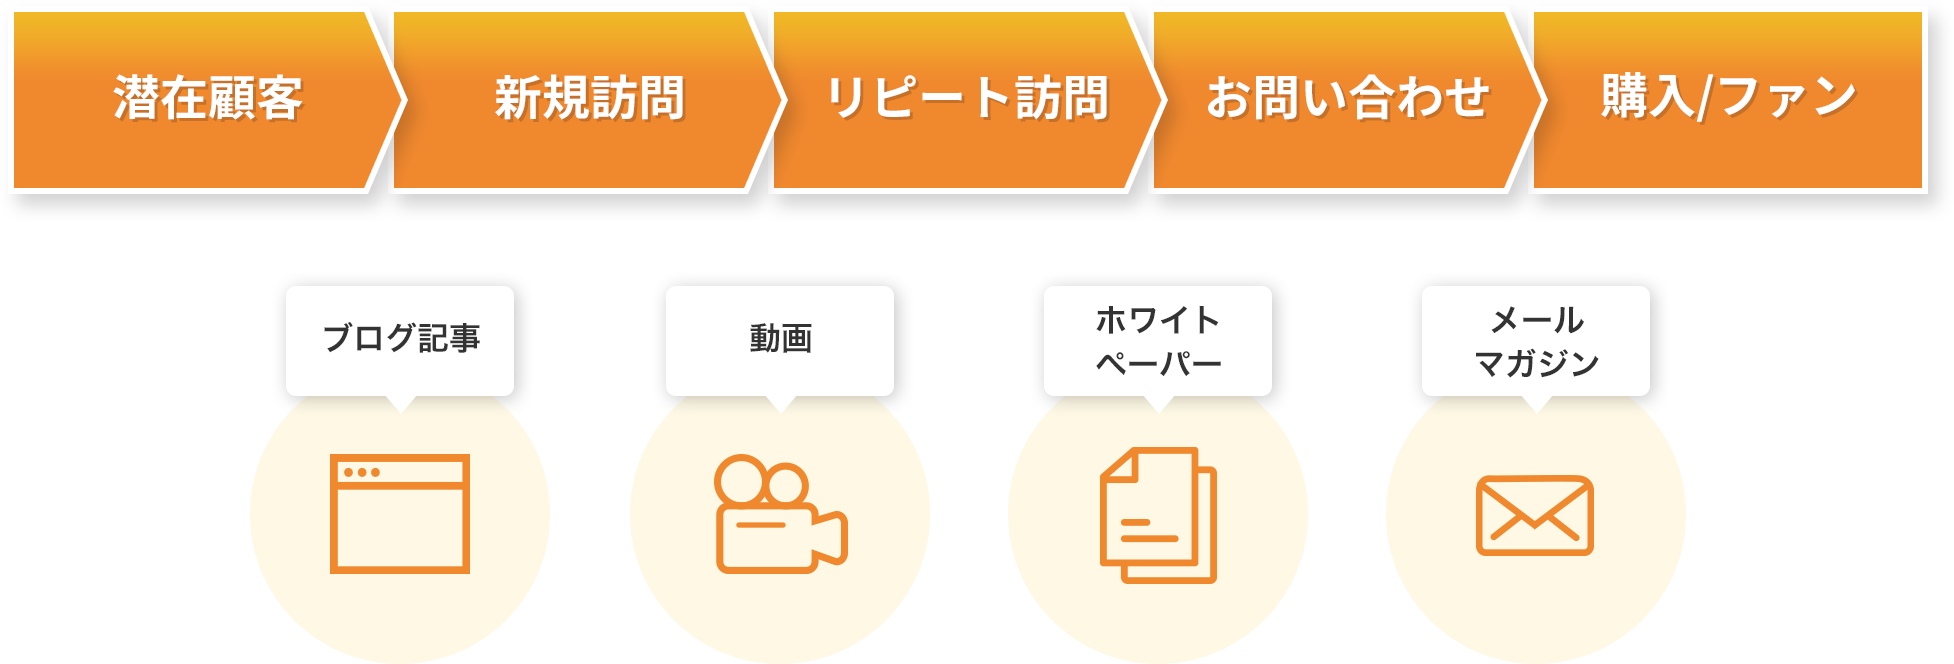 潜在顧客
新規訪問
リピート訪問
お問い合わせ
購入/ファン
ブログ記事
動画
ホワイト
ペーパー
メール
マガジン